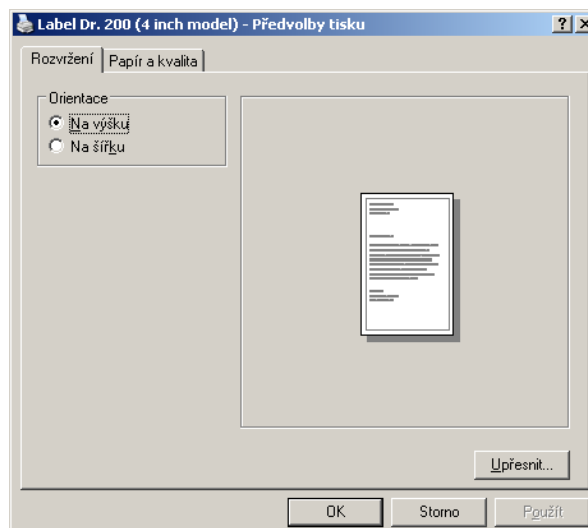 Label Dr. 200 (4 inch model) - Předvolby tisku
Rozvržení Papír a kvalita
Orientace
Na výšku
Na šířku
Upřesnit...
OK Storno Použít